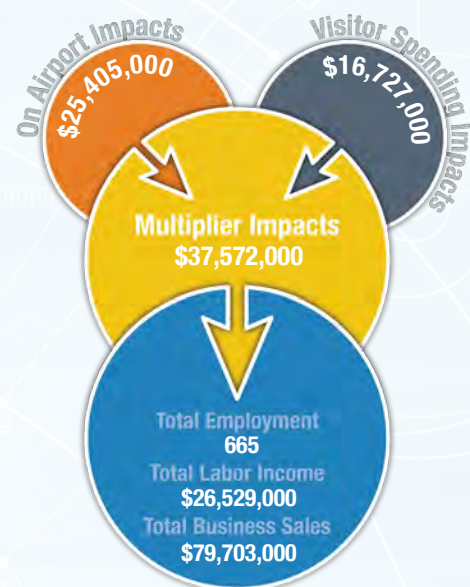 On Airport Impacts
$25,405,000
Visitor Spending Impacts
$16,727,000
Multiplier Impacts
$37,572,000
Total Employment
665
Total Labor Income
$26,529,000
Total Business Sales
$79,703,000